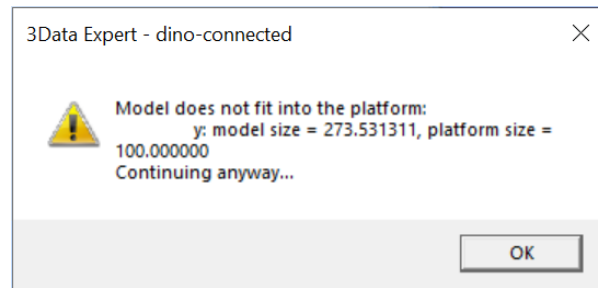 3Data Expert - dino-connected
Model does not fit into the platform:
y: model size = 273.531311, platform size =
100.000000
Continuing anyway...
OK